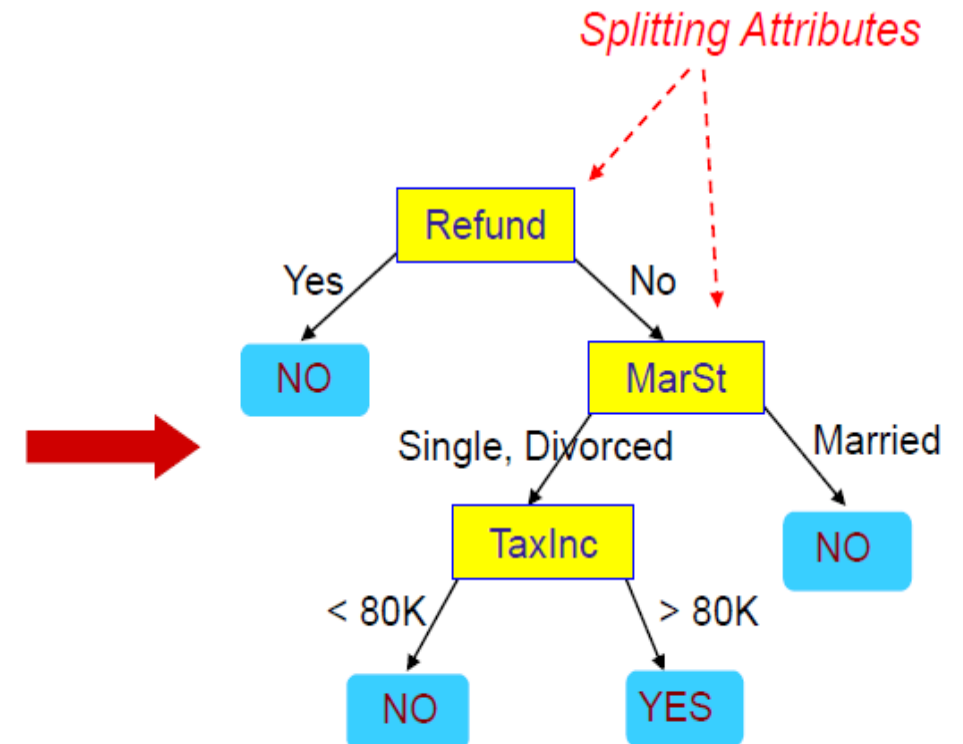 Splitting Attributes
Refund
Yes
No
NO
MarSt
Single, Divorced
Married
TaxInc
NO
< 80K
> 80K
NO
YES